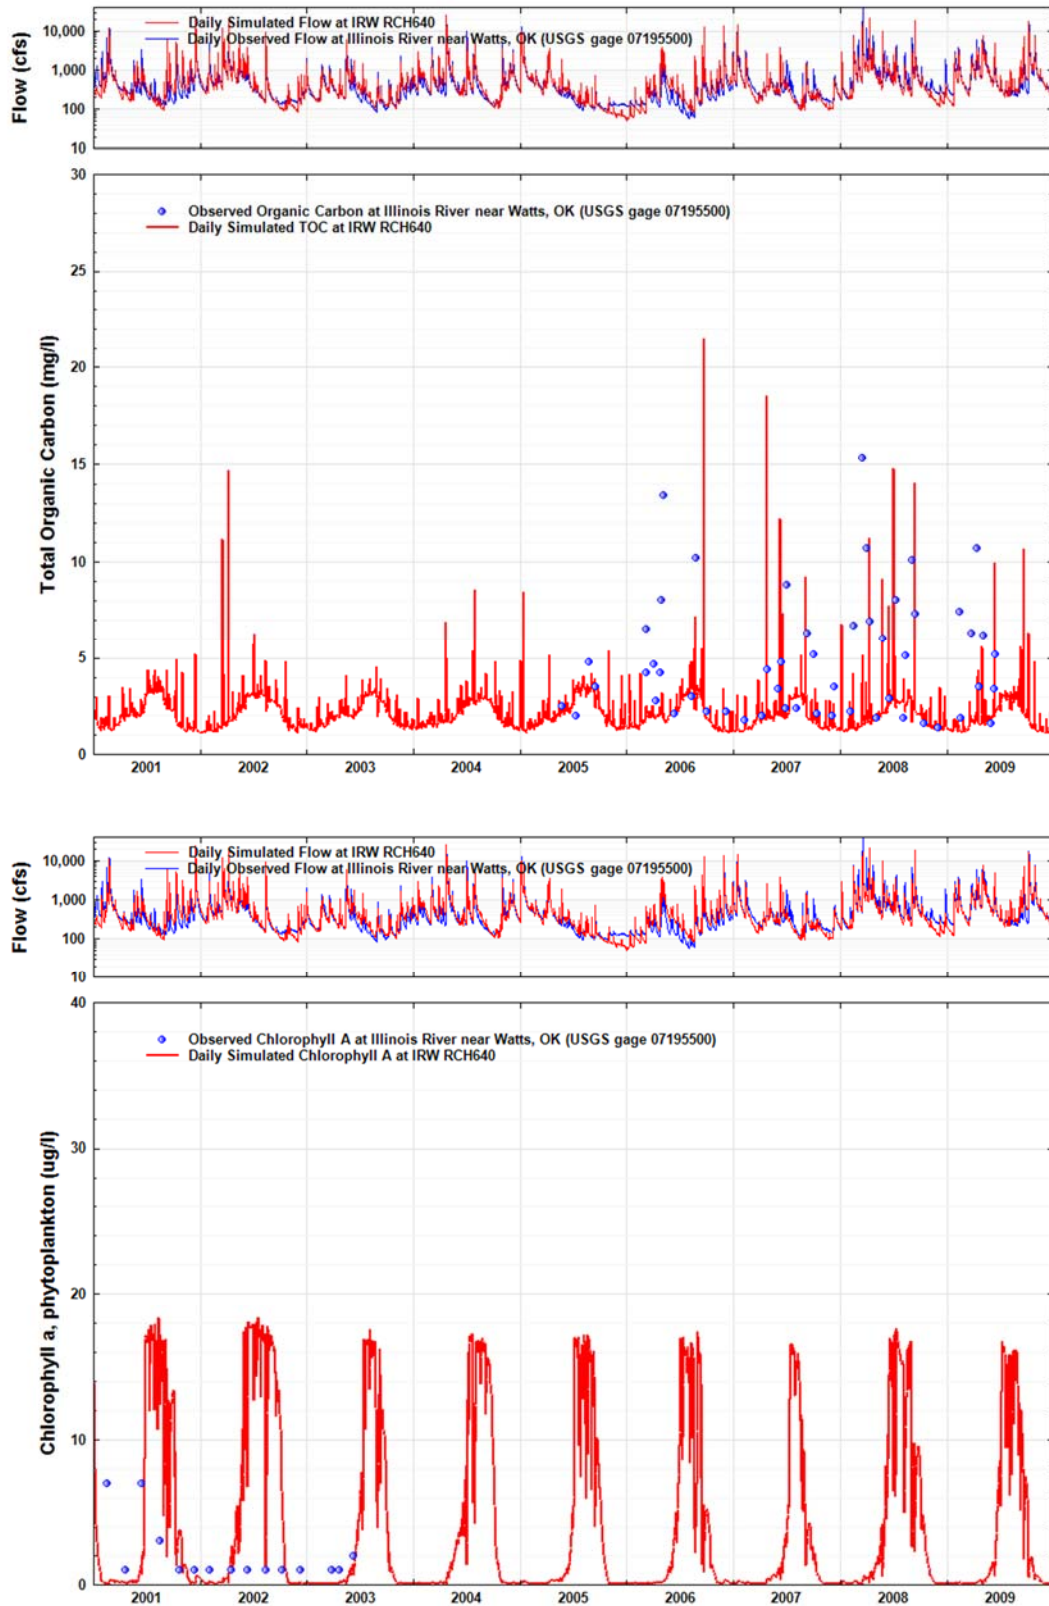 Daily Simulated Flow at IRW RCH640
Daily Observed Flow at Illinois River near Watts, OK (USGS gage 07195500)
Flow (cfs)
10,000
1,000
100
10
Observed Organic Carbon at Illinois River near Watts, OK (USGS gage 07195500)
Daily Simulated TOC at IRW RCH640
Total Organic Carbon (mg/l)
30
25
20
15
10
5
0
2001 2002 2003 2004 2005 2006 2007 2008 2009
Daily Simulated Flow at IRW RCH640
Daily Observed Flow at Illinois River near Watts, OK (USGS gage 07195500)
Flow (cfs)
10,000
1,000
100
10
Observed Chlorophyll A at Illinois River near Watts, OK (USGS gage 07195500)
Daily Simulated Chlorophyll A at IRW RCH640
Chlorophyll a, phytoplankton (ug/l)
40
30
20
10
0
2001 2002 2003 2004 2005 2006 2007 2008 2009